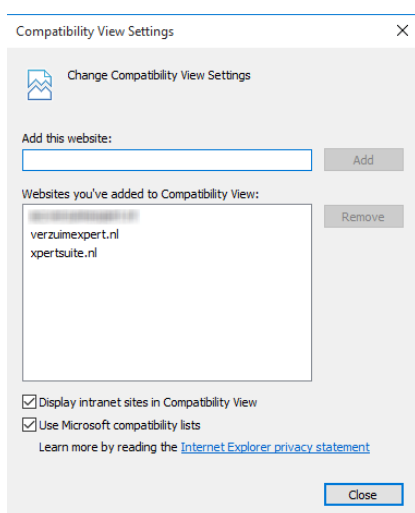 Compatibility View Settings
Change Compatibility View Settings
Add this website:
Add
Websites you've added to Compatibility View:
Remove
verzuimexpert.nl
xpertsuite.nl
Display intranet sites in Compatibility View
Use Microsoft compatibility lists
Learn more by reading the Internet Explorer privacy statement
Close